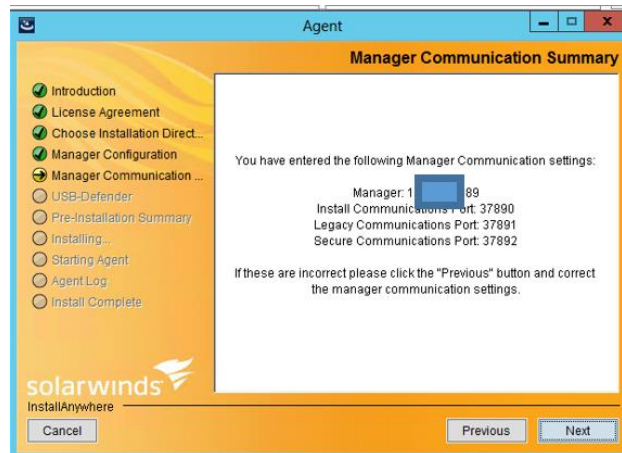 Agent
Manager Communication Summary
Introduction
License Agreement
Choose Installation Direct...
Manager Configuration
Manager Communication ...
USB-Defender
Pre-Installation Summary
Installing...
Starting Agent
Agent Log
Install Complete
You have entered the following Manager Communication settings:
Manager: 1 89
Install Communications Port: 37890
Legacy Communications Port: 37891
Secure Communications Port: 37892
If these are incorrect please click the "Previous" button and correct
the manager communication settings.
solarwinds
InstallAnywhere
Cancel
Previous
Next